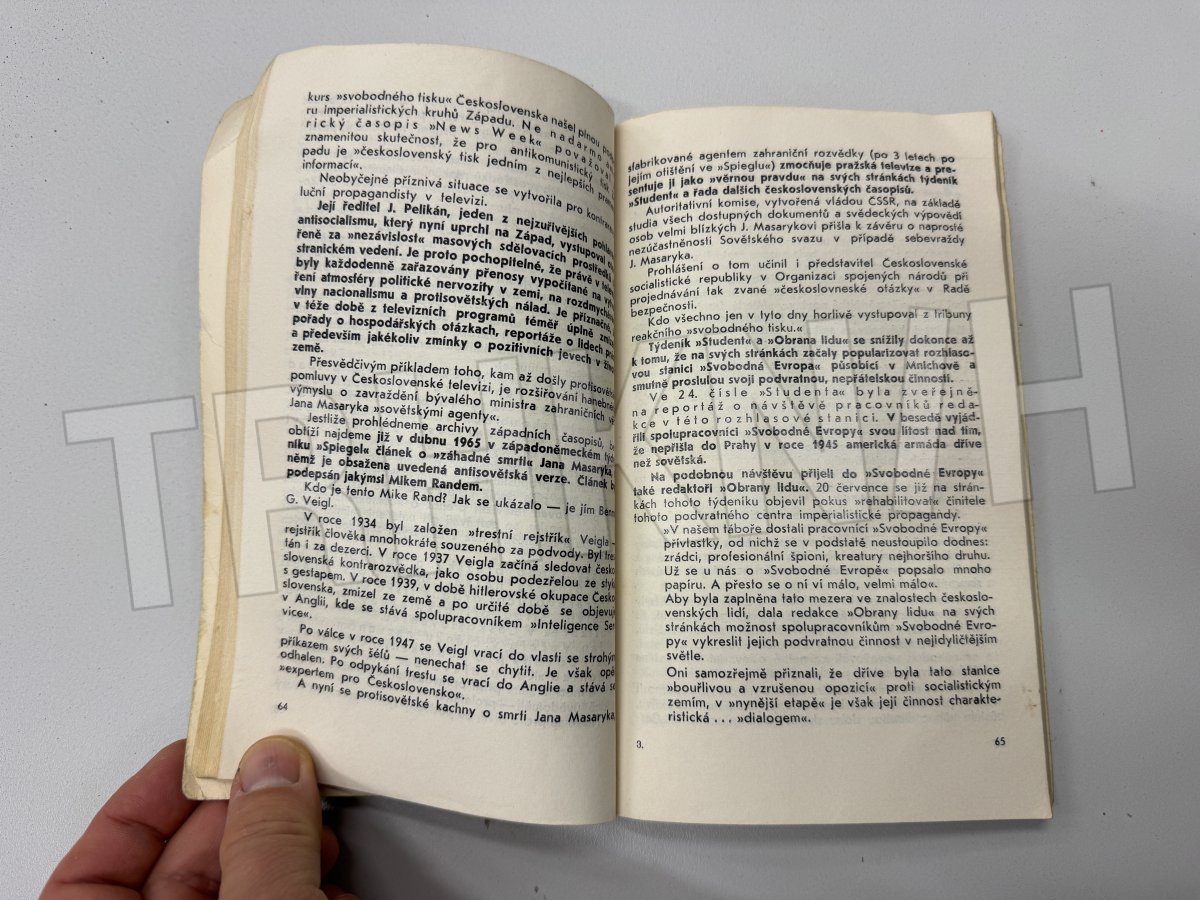 kurs »svobodného tisku« Československa našel plnou
ru imperialistických kruhů Západu. Ne nadarmo
rický časopis »News Week« považoval
znamenitou skutečnost, že pro antikomunistický
padu je »československý tisk jedním z nejlepších
informací«.
Neobyčejné příznivá situace se vytvořila pro kontrarevo
luční propagandisty v televizi.
Její ředitel J. Pelikán, jeden z nejzuřivějších
antisocialismu, který nyní uprchl na Západ, vystupoval
řeně za »nezávislost« masových sdělovacích prostředků
stranickém vedení. Je proto pochopitelné, že právě v
byly každodenně zařazovány přenosy vypočítané na
ření atmosféry politické nervozity v zemi, na
vlny nacionalismu a protisovětských nálad. Je příznačné,
v téže době z televizních programů téměř úplně
pořady o hospodářských otázkách, reportáže o lidech
a především jakékoliv zmínky o pozitivních jevech v
země.
Přesvědčivým příkladem toho, kam až došly
pomluvy v Československé televizi, je rozšiřování hanebného
výmyslu o zavraždění bývalého ministra zahraničních
Jana Masaryka »sovětskými agenty«.
Jestliže prohlédneme archivy západních časopisů,
obtíží najdeme již v dubnu 1965 v západoněmeckém
níku »Spiegel« článek o »záhadné smrti« Jana Masaryka,
němž je obsažena uvedená antisovětská verze. Článek
podepsán jakýmsi Mikem Randem.
Kdo je tento Mike Rand? Jak se ukázalo — je jím
G. Veigl.
V roce 1934 byl založen »trestní rejstřík« Veigla —
rejstřík člověka mnohokráte souzeného za podvody. Byl
tán i za dezerci. V roce 1937 Veigla začíná sledovat česko
slovenská kontrarozvědka, jako osobu podezřelou ze
s gestapem. V roce 1939, v době hitlerovské okupace Česko
slovenska, zmizel ze země a po určité době se objevuje
v Anglii, kde se stává spolupracovníkem »Inteligence Ser
vice«.
Po válce v roce 1947 se Veigl vrací do vlasti se strohým
příkazem svých šéfů — nenechat se chytit. Je však
odhalen. Po odpykání trestu se vrací do Anglie a stává se
»expertem pro Československo«.
A nyní se protisovětské kachny o smrti Jana Masaryka,
64
sfabrikované agentem zahraniční rozvědky (po 3 letech po
jejím otištění ve »Spieglu«) zmocňuje pražská televize a pre-
sentuje ji jako »věrnou pravdu« na svých stránkách týdeník
»Student« a řada dalších československých časopisů.
Autoritativní komise, vytvořená vládou ČSSR, na základě
studia všech dostupných dokumentů a svědeckých výpovědí
osob velmi blízkých J. Masarykovi přišla k závěru o naprosté
nezúčastněnosti Sovětského svazu v případě sebevraždy
J. Masaryka.
Prohlášení o tom učinil i představitel Československé
socialistické republiky v Organizaci spojených národů při
projednávání tak zvané »československé otázky« v Radě
bezpečnosti.
Kdo všechno jen v tyto dny horlivě vystupoval z tribuny
reakčního »svobodného tisku.«
Týdeník »Student« a »Obrana lidu« se snížily dokonce až
k tomu, že na svých stránkách začaly popularizovat rozhlaso-
vou stanici »Svobodná Evropa« působící v Mnichově a
smutně proslulou svojí podvratnou, nepřátelskou činností.
Ve 24. čísle »Studenta« byla zveřejně-
na reportáž o návštěvě pracovníků reda-
kce v této rozhlasové stanici. V besedě vyjád-
řili spolupracovníci »Svobodné Evropy« svou lítost nad tím,
že nepřišla do Prahy v roce 1945 americká armáda dříve
než sovětská.
Na podobnou návštěvu přijeli do »Svobodné Evropy«
také redaktoři »Obrany lidu«. 20 července se již na strán-
kách tohoto týdeníku objevil pokus »rehabilitovat« činitele
tohoto podvratného centra imperialistické propagandy.
»V našem táboře dostali pracovníci »Svobodné Evropy«
přívlastky, od nichž se v podstatě neustoupilo dodnes:
zrádci, profesionální špioni, kreatury nejhoršího druhu.
Už se u nás o »Svobodné Evropě« popsalo mnoho
papíru. A přesto se o ní ví málo, velmi málo«.
Aby byla zaplněna tato mezera ve znalostech českoslo-
venských lidí, dala redakce »Obrany lidu« na svých
stránkách možnost spolupracovníkům »Svobodné Evro-
py« vykreslit jejich podvratnou činnost v nejidyličtějším
světle.
Oni samozřejmě přiznali, že dříve byla tato stanice
»bouřlivou a vzrušenou opozicí« proti socialistickým
zemím, v »nynější etapě« je však její činnost charakte-
ristická . . . »dialogem«.
3.
65